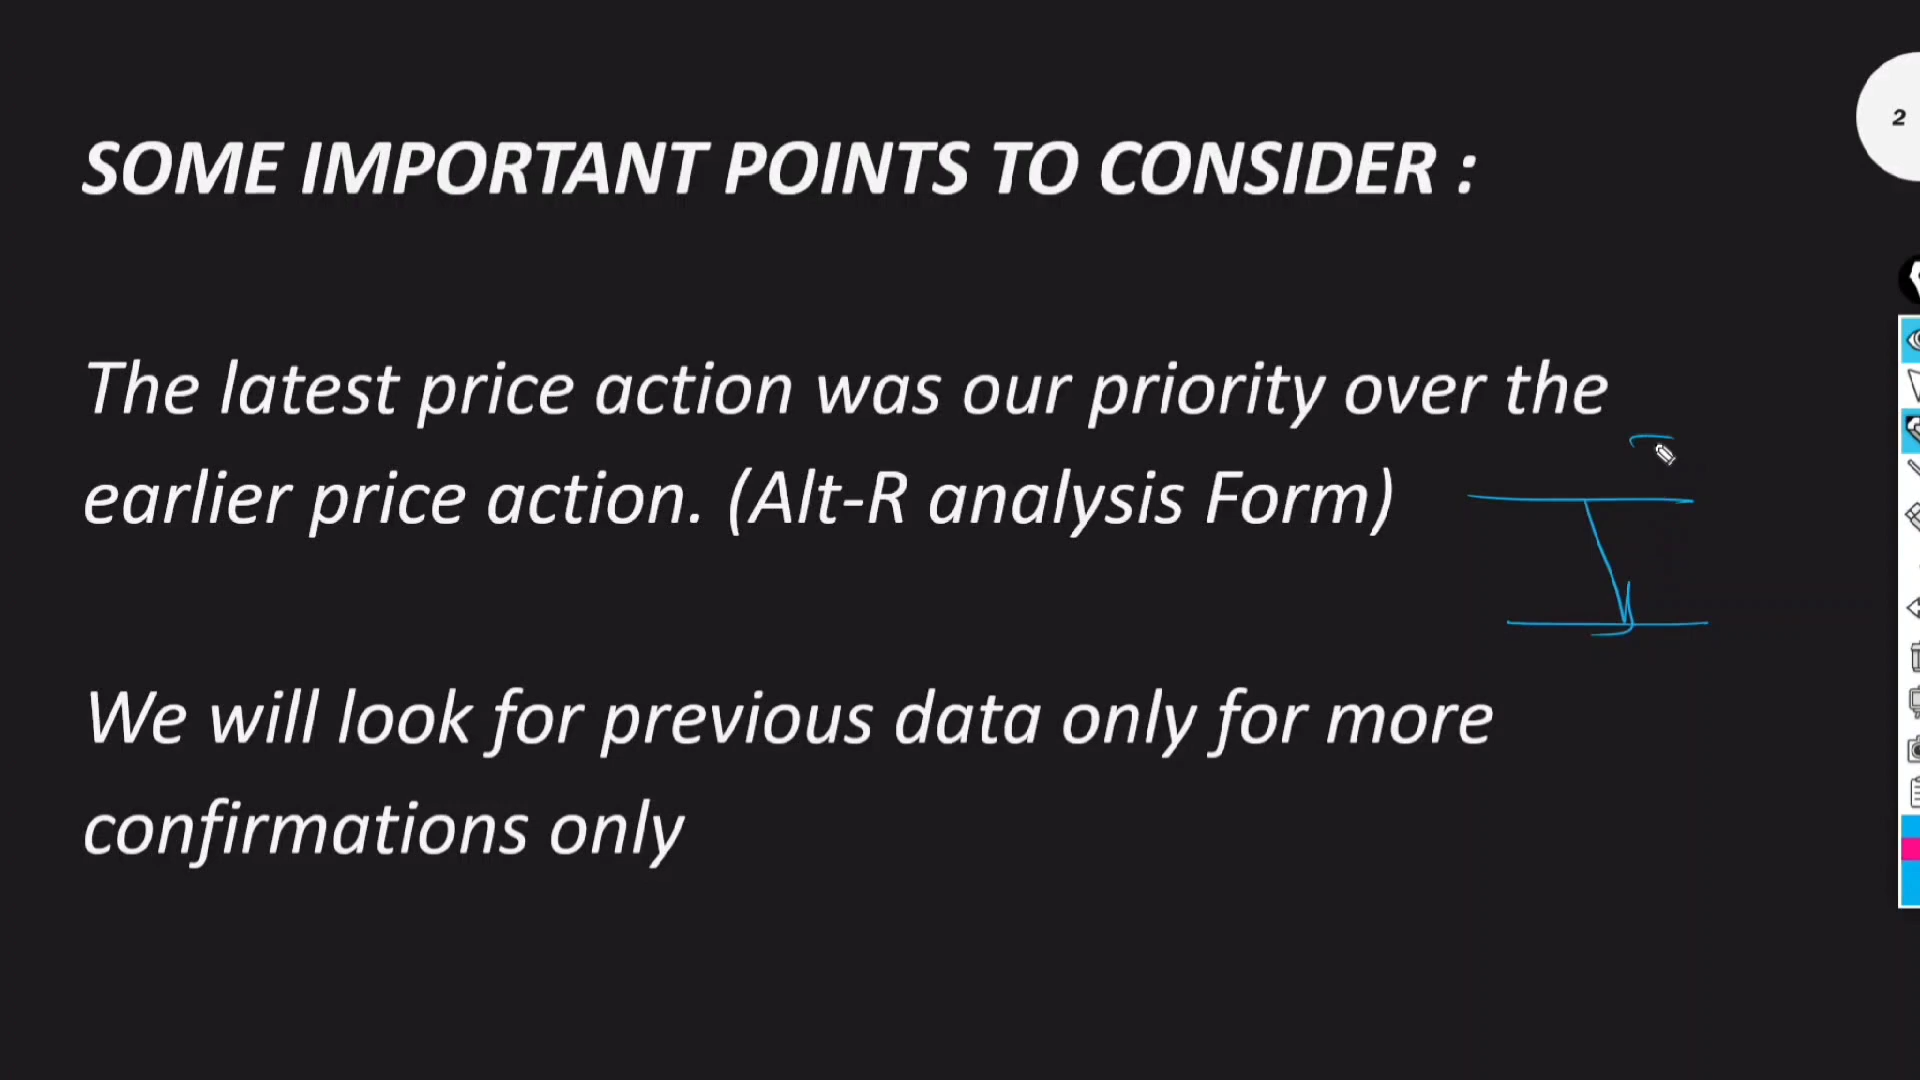 2
SOME IMPORTANT POINTS TO CONSIDER :
The latest price action was our priority over the
earlier price action. (Alt-R analysis Form)
We will look for previous data only for more
confirmations only